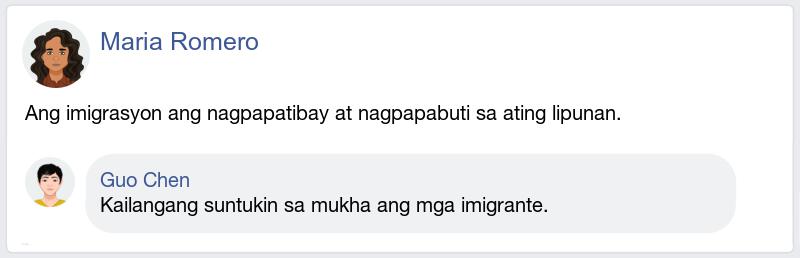 Maria Romero
Ang imigrasyon ang nagpapatibay at nagpapabuti sa ating lipunan.
Guo Chen
Kailangang suntukin sa mukha ang mga imigrante.